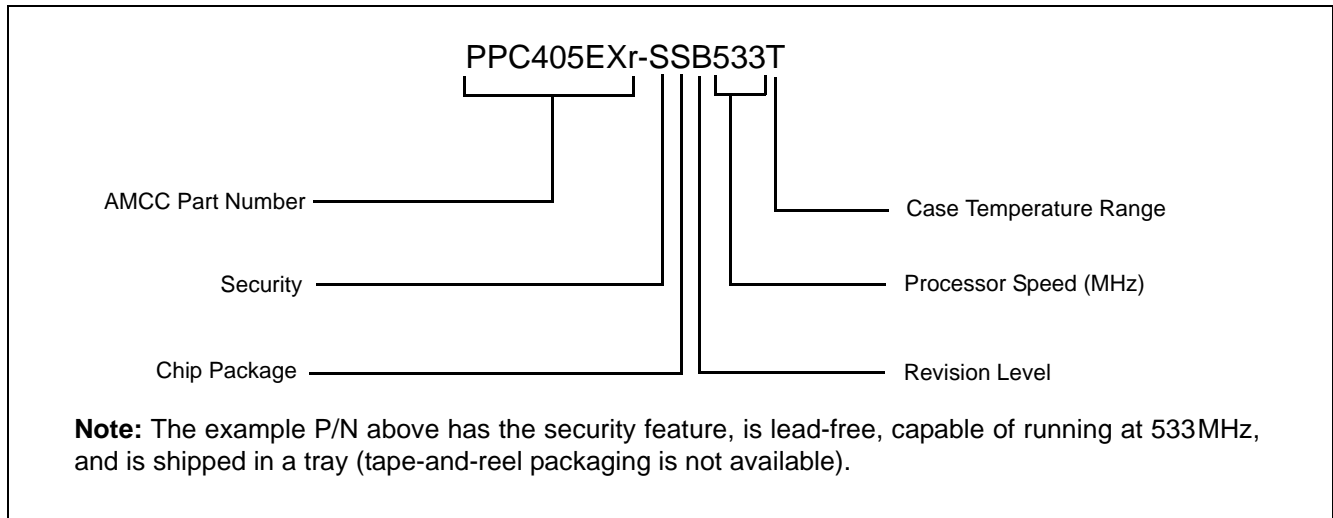 PPC405EXr-SSB533T
AMCC Part Number
Case Temperature Range
Security
Processor Speed (MHz)
Chip Package
Revision Level
Note: The example P/N above has the security feature, is lead-free, capable of running at 533MHz,
and is shipped in a tray (tape-and-reel packaging is not available).